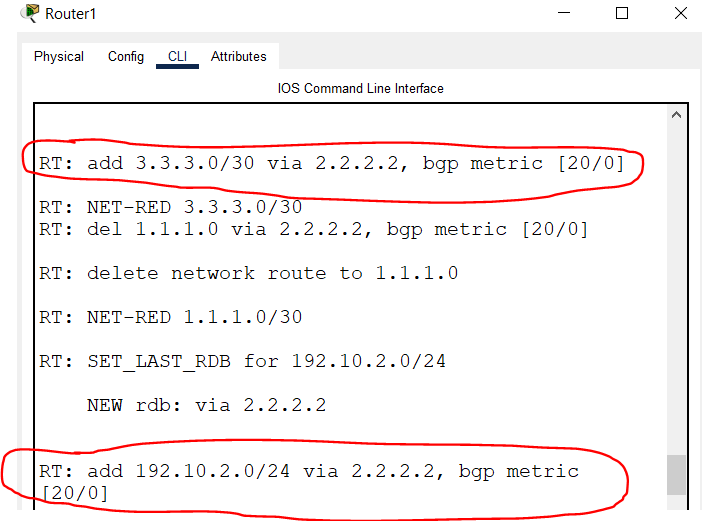 Router1
Physical Config CLI Attributes
IOS Command Line Interface
RT: add 3.3.3.0/30 via 2.2.2.2, bgp metric [20/0]
RT: NET-RED 3.3.3.0/30
RT: del 1.1.1.0 via 2.2.2.2, bgp metric [20/0]
RT: delete network route to 1.1.1.0
RT: NET-RED 1.1.1.0/30
RT: SET_LAST_RDB for 192.10.2.0/24
NEW rdb: via 2.2.2.2
RT: add 192.10.2.0/24 via 2.2.2.2, bgp metric
[20/0]